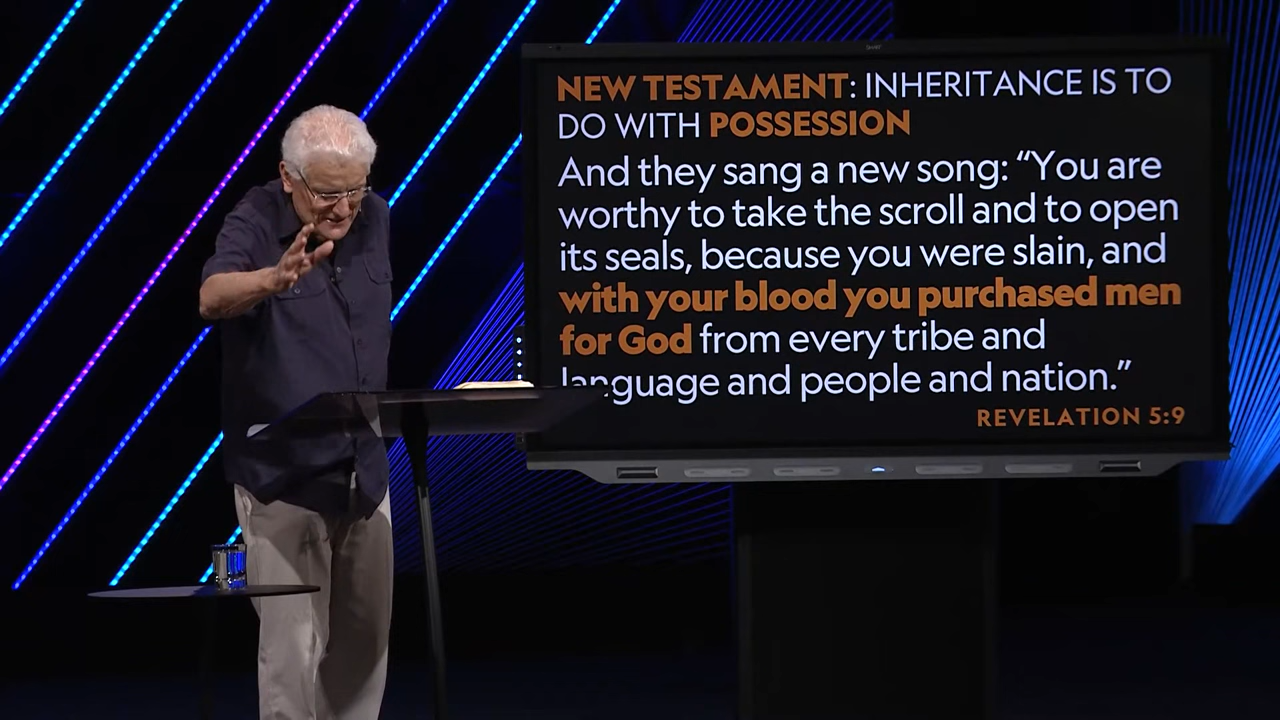 NEW TESTAMENT: INHERITANCE IS TO
DO WITH POSSESSION
And they sang a new song: “You are
worthy to take the scroll and to open
its seals, because you were slain, and
with your blood you purchased men
for God from every tribe and
language and people and nation.”
REVELATION 5:9